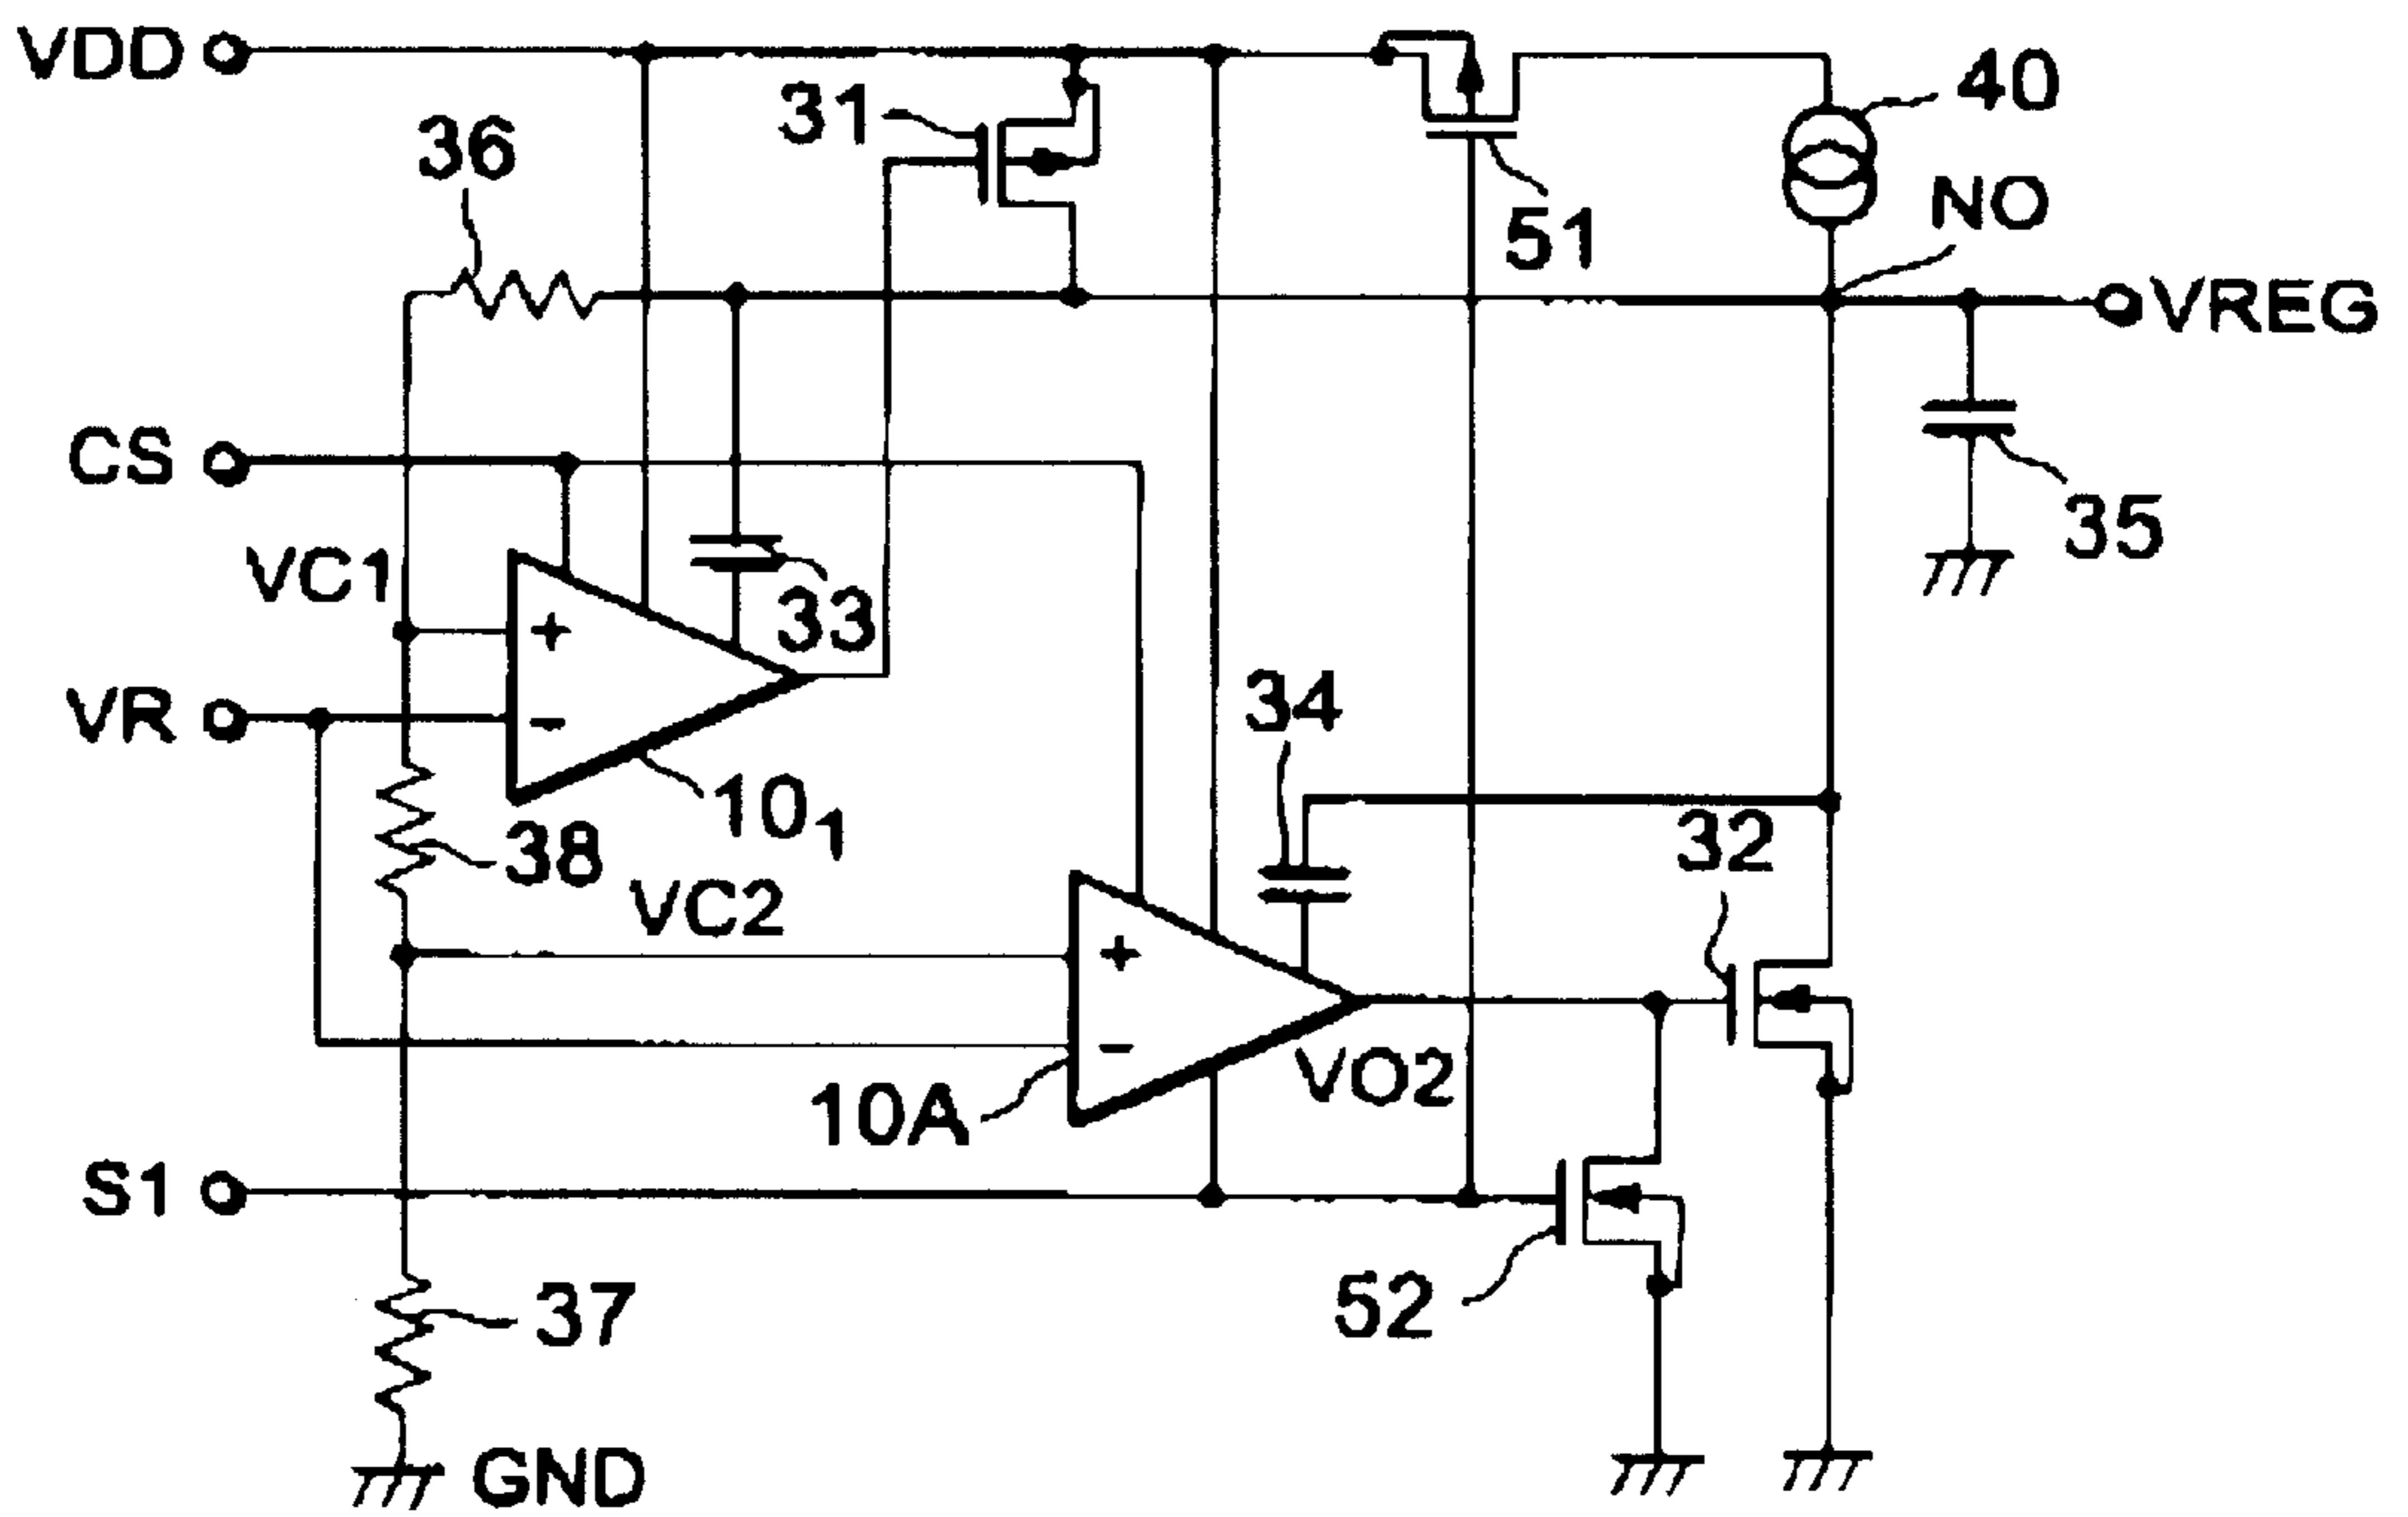 VDD
40
31
36
NO
51
VREG
CS
35
VC1
33
34
VR
10₁
32
38
VC2
VO2
10A
S1
52
37
GND
+
−
+
−